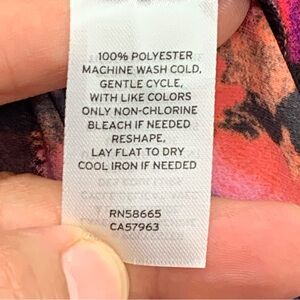 100% POLYESTER
MACHINE WASH COLD,
GENTLE CYCLE,
WITH LIKE COLORS
ONLY NON-CHLORINE
BLEACH IF NEEDED
RESHAPE,
LAY FLAT TO DRY
COOL IRON IF NEEDED
RN58665
CA57963